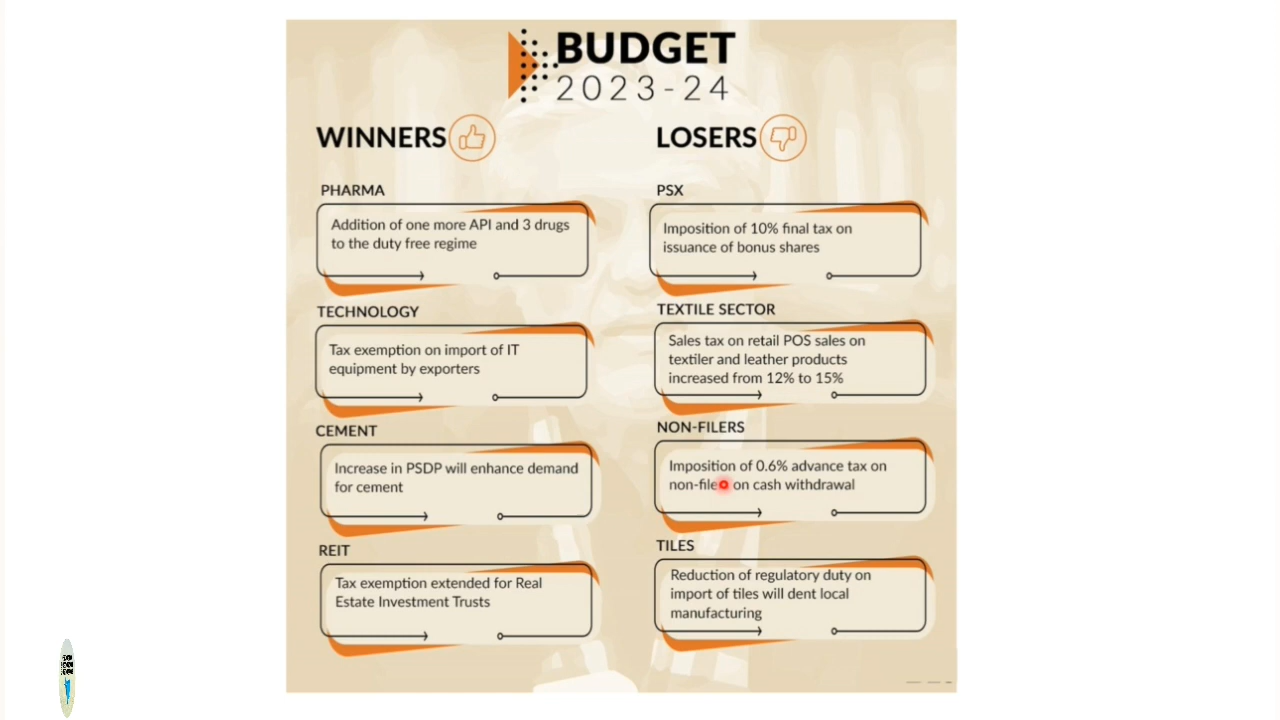 BUDGET
2023-24
WINNERS
PHARMA
Addition of one more API and 3 drugs
to the duty free regime
TECHNOLOGY
Tax exemption on import of IT
equipment by exporters
CEMENT
Increase in PSDP will enhance demand
for cement
REIT
Tax exemption extended for Real
Estate Investment Trusts
LOSERS
PSX
Imposition of 10% final tax on
issuance of bonus shares
TEXTILE SECTOR
Sales tax on retail POS sales on
textiler and leather products
increased from 12% to 15%
NON-FILERS
Imposition of 0.6% advance tax on
on cash withdrawal
TILES
Reduction of regulatory duty on
import of tiles will dent local
manufacturing